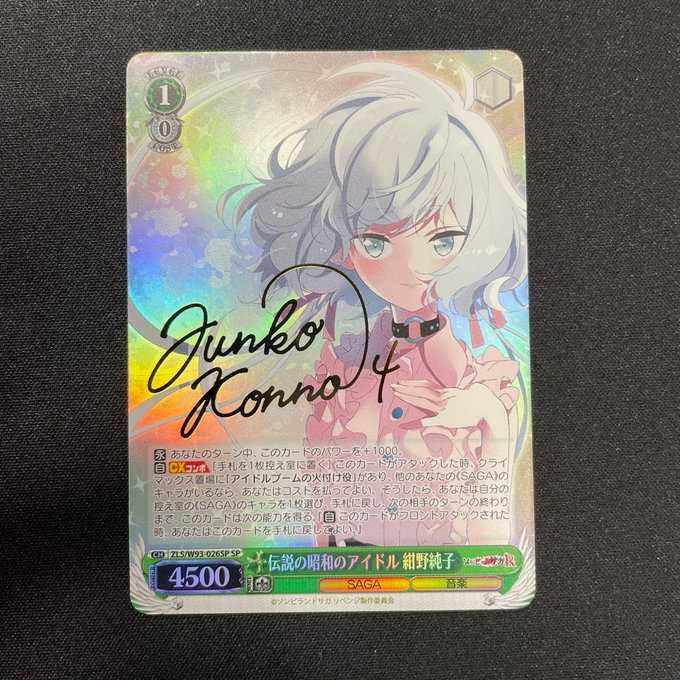 LEVEL
1
0
COST
Junko
Konno 4
永 あなたのターン中、このカードのパワーを+1000。
自 CXコンボ [手札を1枚控え室に置く] このカードがアタックした時、クライ
マックス置場に「アイドルブームの火付け役」があり、他のあなたの《SAGA》の
キャラがいるなら、あなたはコストを払ってよい。そうしたら、あなたは自分の
控え室の《SAGA》のキャラを1枚選び、手札に戻し、次の相手のターンの終わり
まで、このカードは次の能力を得る。『自 このカードがフロントアタックされた
時、あなたはこのカードを手札に戻してよい。』
CH ZLS/W93-026SP SP
伝説の昭和のアイドル 紺野純子
4500
SAGA 音楽
©ゾンビランドサガ リベンジ製作委員会